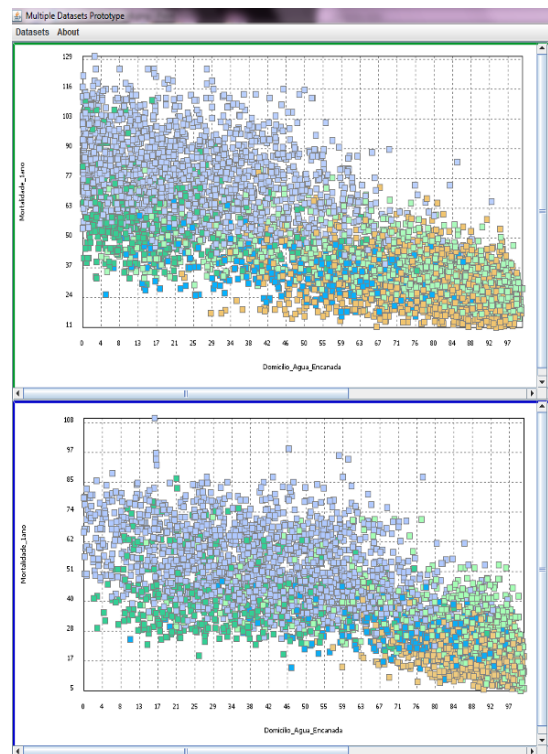 Multiple Datasets Prototype
Datasets About
129
116
103
90
77
63
50
37
24
11
Mortalidade_1ano
0 4 8 13 17 21 25 29 34 38 42 46 50 55 59 63 67 71 76 80 84 88 92 97
Domicilio_Agua_Encanada
108
97
85
74
62
51
40
28
17
5
Mortalidade_1ano
0 4 8 13 17 21 25 29 34 38 42 46 50 55 59 63 67 71 76 80 84 88 92 97
Domicilio_Agua_Encanada